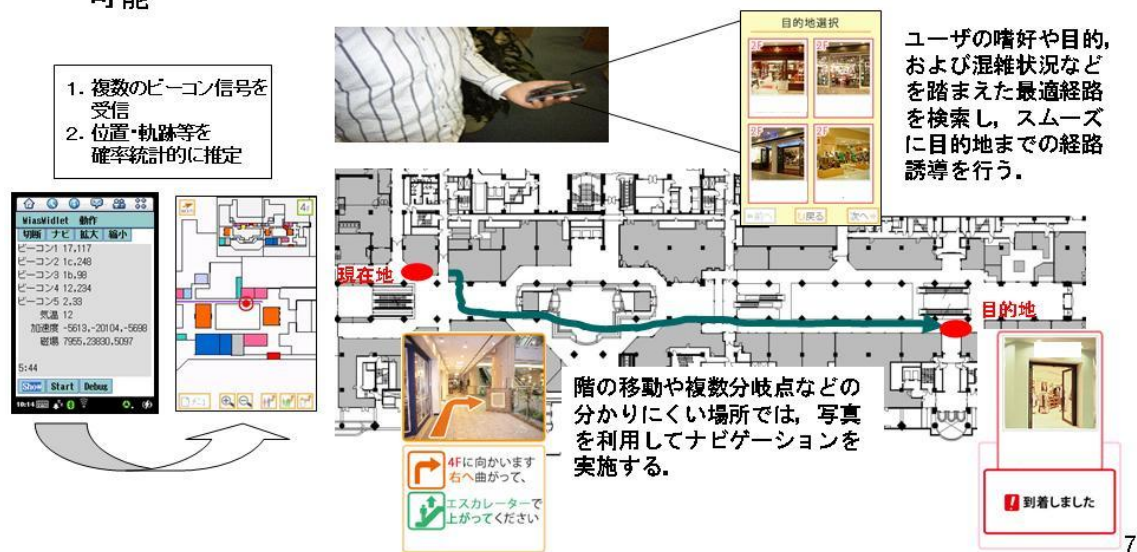 可能
1. 複数のビーコン信号を
受信
2. 位置・軌跡等を
確率統計的に推定
WiasMidlet 動作
切断 ナビ 拡大 縮小
ビーコン1 17,117
ビーコン2 1c,248
ビーコン3 1b,98
ビーコン4 12,234
ビーコン5 2,33
気温 12
加速度 -5613,-20104,-5698
磁場 7955,23830,5097
5:44
Show Start Debug
10:14
目的地選択
2F 2F
2F 2F
前へ 戻る 次へ
ユーザの嗜好や目的,
および混雑状況など
を踏まえた最適経路
を検索し,スムーズ
に目的地までの経路
誘導を行う.
現在地
目的地
4Fに向かいます
右へ曲がって、
エスカレーターで
上がってください
階の移動や複数分岐点などの
分かりにくい場所では,写真
を利用してナビゲーションを
実施する.
到着しました
7